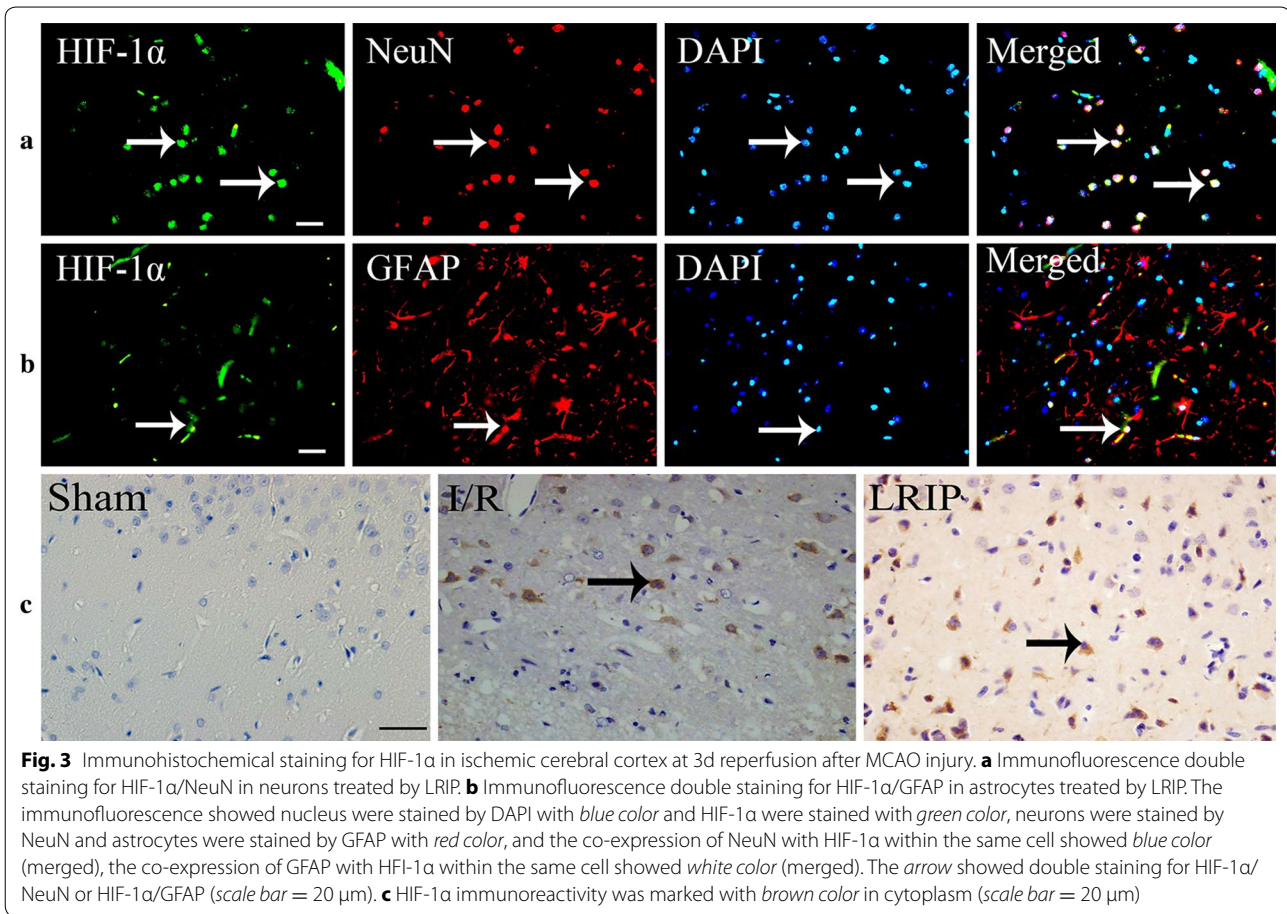 HIF-1α NeuN DAPI Merged
a
HIF-1α GFAP DAPI Merged
b
Sham I/R LRIP
c
Fig. 3 Immunohistochemical staining for HIF-1α in ischemic cerebral cortex at 3d reperfusion after MCAO injury. a Immunofluorescence double
staining for HIF-1α/NeuN in neurons treated by LRIP. b Immunofluorescence double staining for HIF-1α/GFAP in astrocytes treated by LRIP. The
immunofluorescence showed nucleus were stained by DAPI with blue color and HIF-1α were stained with green color, neurons were stained by
NeuN and astrocytes were stained by GFAP with red color, and the co-expression of NeuN with HIF-1α within the same cell showed blue color
(merged), the co-expression of GFAP with HFI-1α within the same cell showed white color (merged). The arrow showed double staining for HIF-1α/
NeuN or HIF-1α/GFAP (scale bar = 20 μm). c HIF-1α immunoreactivity was marked with brown color in cytoplasm (scale bar = 20 μm)